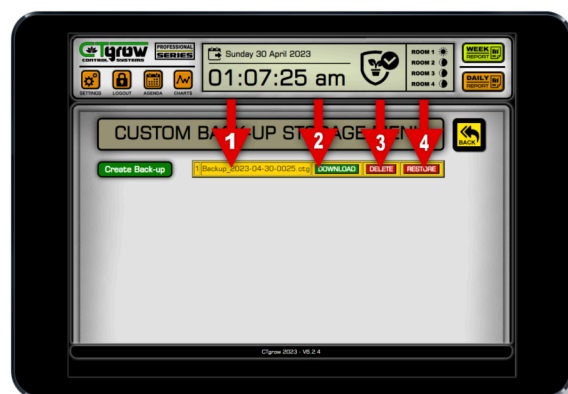 CTgrow
CONTROL SYSTEMS
PROFESSIONAL
SERIES
SETTINGS
LOGOUT
AGENDA
CHARTS
Sunday 30 April 2023
01:07:25 am
ROOM 1
ROOM 2
ROOM 3
ROOM 4
WEEK
REPORT
DAILY
REPORT
CUSTOM BACK-UP STORAGE MENU
BACK
1 2 3 4
Create Back-up
1 Backup_2023-04-30-0025.ctg DOWNLOAD DELETE RESTORE
CTgrow 2023 - V5.2.4